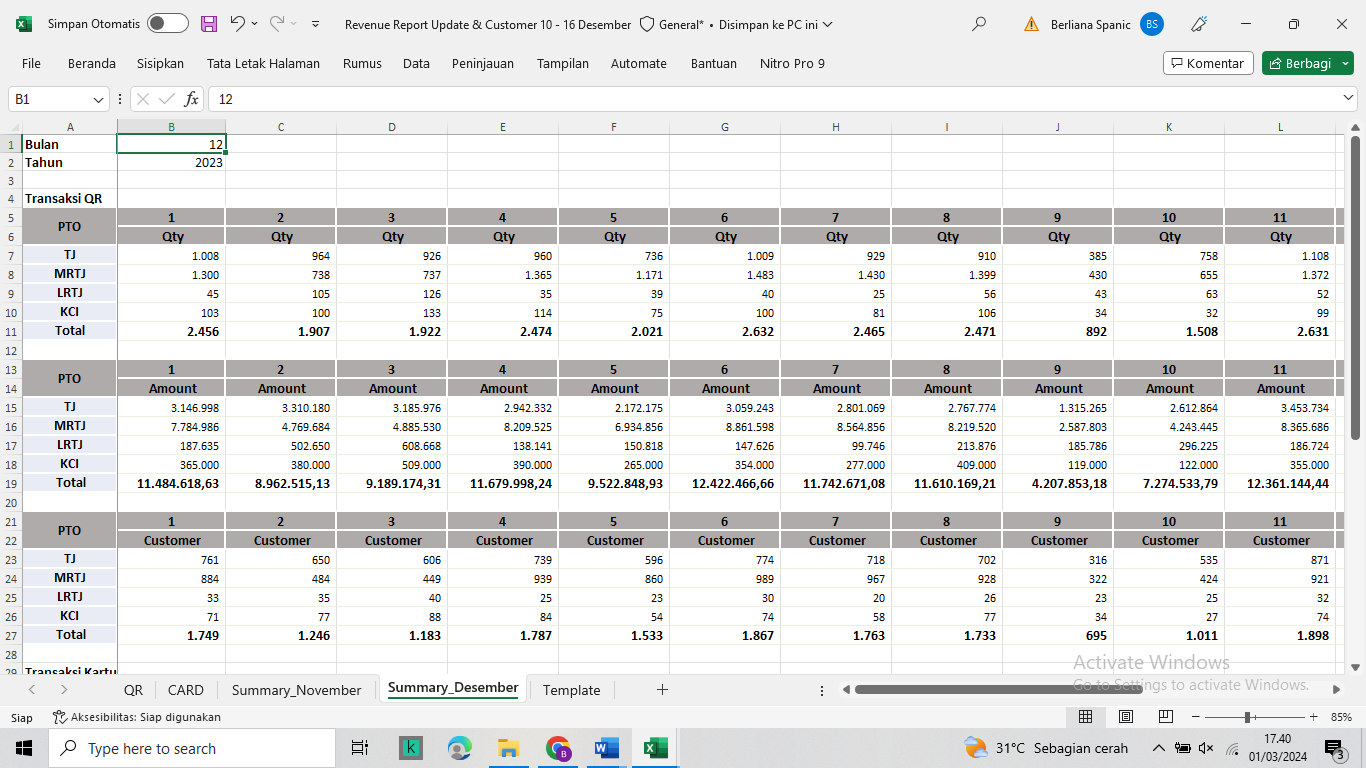 Simpan Otomatis Revenue Report Update & Customer 10 - 16 Desember General* • Disimpan ke PC ini Berliana Spanic BS
File Beranda Sisipkan Tata Letak Halaman Rumus Data Peninjauan Tampilan Automate Bantuan Nitro Pro 9 Komentar Berbagi
B1 fx 12
A B C D E F G H I J K L
1 Bulan 12
2 Tahun 2023
3
4 Transaksi QR
5 PTO 1 2 3 4 5 6 7 8 9 10 11
6 Qty Qty Qty Qty Qty Qty Qty Qty Qty Qty Qty
7 TJ 1.008 964 926 960 736 1.009 929 910 385 758 1.108
8 MRTJ 1.300 738 737 1.365 1.171 1.483 1.430 1.399 430 655 1.372
9 LRTJ 45 105 126 35 39 40 25 56 43 63 52
10 KCI 103 100 133 114 75 100 81 106 34 32 99
11 Total 2.456 1.907 1.922 2.474 2.021 2.632 2.465 2.471 892 1.508 2.631
12
13 PTO 1 2 3 4 5 6 7 8 9 10 11
14 Amount Amount Amount Amount Amount Amount Amount Amount Amount Amount Amount
15 TJ 3.146.998 3.310.180 3.185.976 2.942.332 2.172.175 3.059.243 2.801.069 2.767.774 1.315.265 2.612.864 3.453.734
16 MRTJ 7.784.986 4.769.684 4.885.530 8.209.525 6.934.856 8.861.598 8.564.856 8.219.520 2.587.803 4.243.445 8.365.686
17 LRTJ 187.635 502.650 608.668 138.141 150.818 147.626 99.746 213.876 185.786 296.225 186.724
18 KCI 365.000 380.000 509.000 390.000 265.000 354.000 277.000 409.000 119.000 122.000 355.000
19 Total 11.484.618,63 8.962.515,13 9.189.174,31 11.679.998,24 9.522.848,93 12.422.466,66 11.742.671,08 11.610.169,21 4.207.853,18 7.274.533,79 12.361.144,44
20
21 PTO 1 2 3 4 5 6 7 8 9 10 11
22 Customer Customer Customer Customer Customer Customer Customer Customer Customer Customer Customer
23 TJ 761 650 606 739 596 774 718 702 316 535 871
24 MRTJ 884 484 449 939 860 989 967 928 322 424 921
25 LRTJ 33 35 40 25 23 30 20 26 23 25 32
26 KCI 71 77 88 84 54 74 58 77 34 27 74
27 Total 1.749 1.246 1.183 1.787 1.533 1.867 1.763 1.733 695 1.011 1.898
28
29 Transaksi Kartu
Activate Windows
Go to Settings to activate Windows.
QR CARD Summary_November Summary_Desember Template
Siap Aksesibilitas: Siap digunakan 85%
Type here to search 31°C Sebagian cerah 17.40
01/03/2024 3